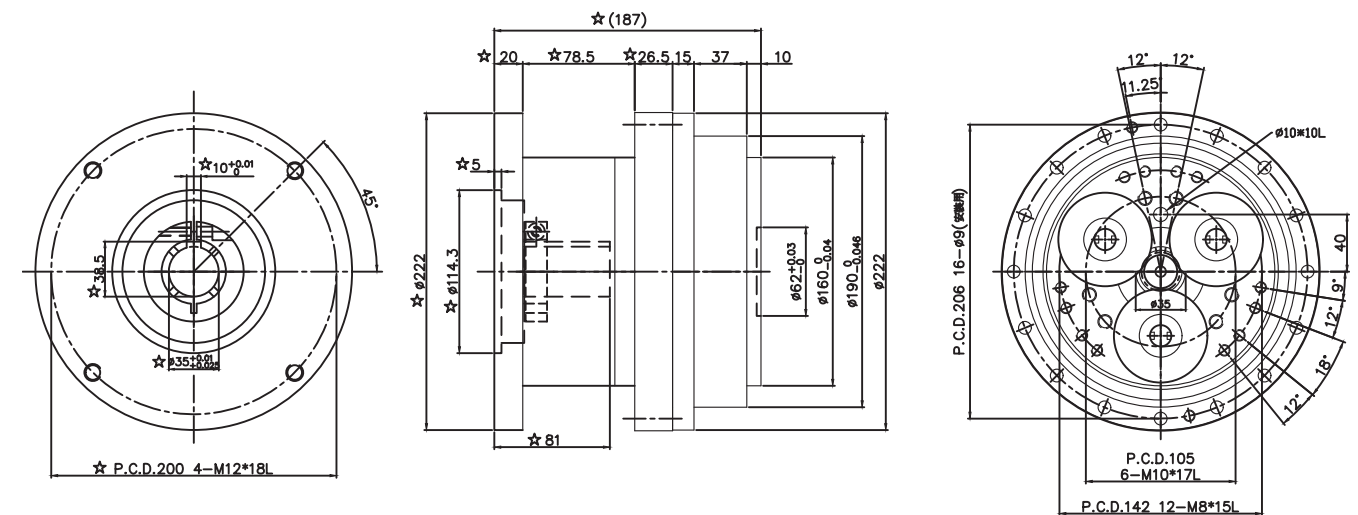 ☆10+0.01 0
45°
☆38.5
☆ø35+0.01 +0.025
☆ P.C.D.200 4-M12*18L
☆(187)
☆ 20
☆78.5
☆26.5
15
37
10
☆5
☆ø222
☆ø114.3
☆81
ø62+0.03 -0
ø160 0 -0.04
ø190 0 -0.046
ø222
12°
12°
11.25°
ø10*10L
P.C.D.206 16-ø9(安裝用)
40
ø35
9°
12°
18°
12°
P.C.D.105
6-M10*17L
P.C.D.142 12-M8*15L